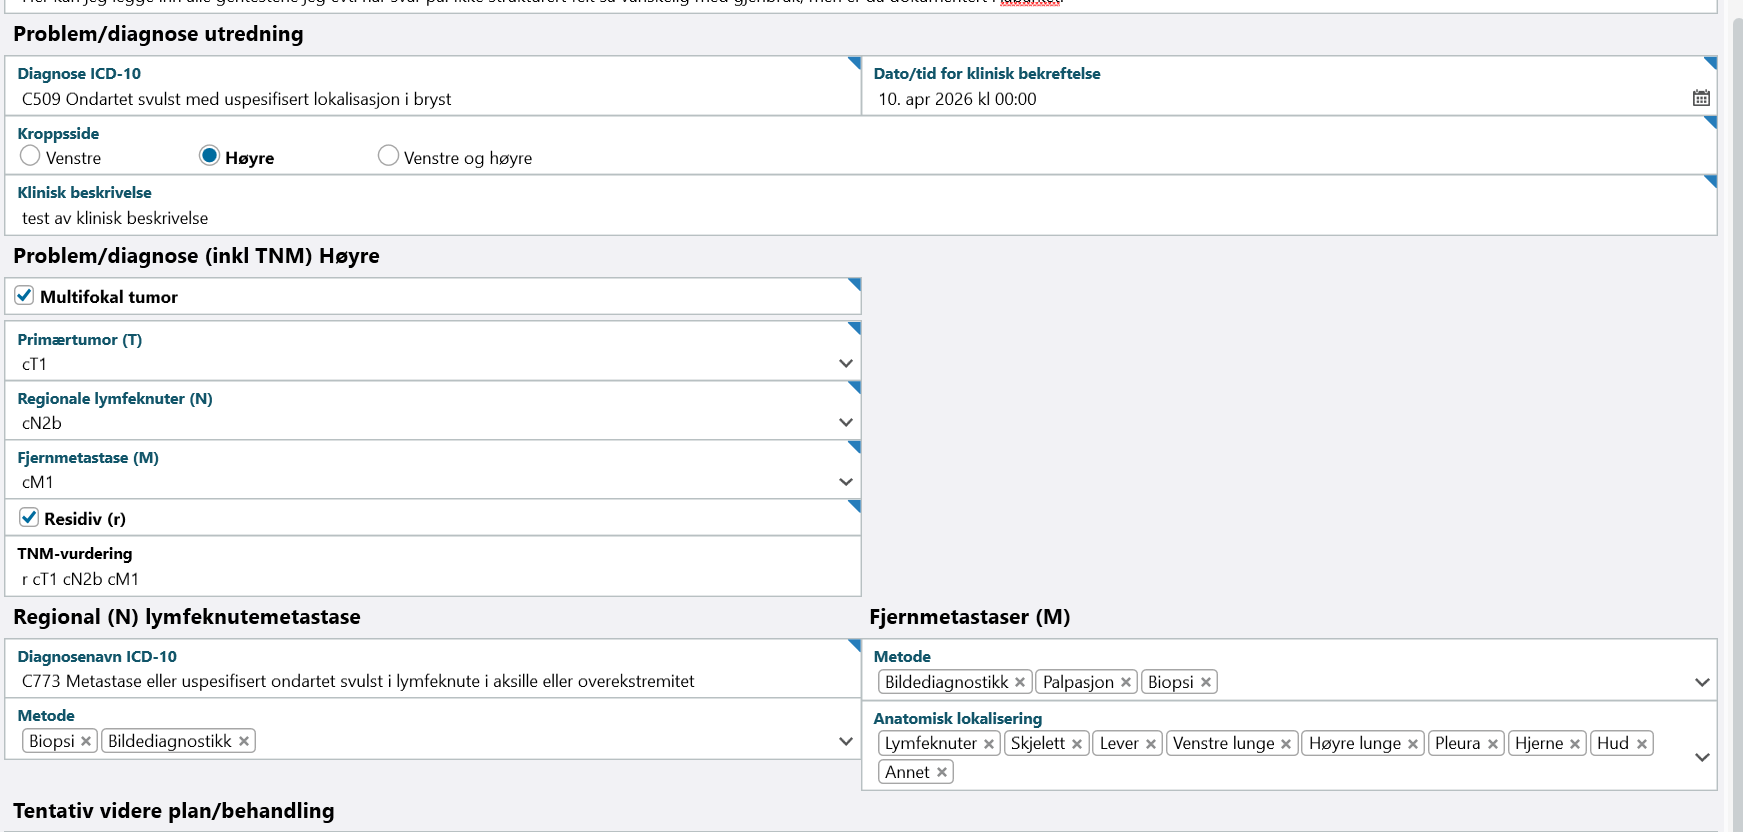 Problem/diagnose utredning
Diagnose ICD-10
C509 Ondartet svulst med uspesifisert lokalisasjon i bryst
Dato/tid for klinisk bekreftelse
10. apr 2026 kl 00:00
Kroppsside
Venstre Høyre Venstre og høyre
Klinisk beskrivelse
test av klinisk beskrivelse
Problem/diagnose (inkl TNM) Høyre
Multifokal tumor
Primærtumor (T)
cT1
Regionale lymfeknuter (N)
cN2b
Fjernmetastase (M)
cM1
Residiv (r)
TNM-vurdering
r cT1 cN2b cM1
Regional (N) lymfeknutemetastase
Diagnosenavn ICD-10
C773 Metastase eller uspesifisert ondartet svulst i lymfeknute i aksille eller overekstremitet
Metode
Biopsi Bildediagnostikk
Fjernmetastaser (M)
Metode
Bildediagnostikk Palpasjon Biopsi
Anatomisk lokalisering
Lymfeknuter Skjelett Lever Venstre lunge Høyre lunge Pleura Hjerne Hud
Annet
Tentativ videre plan/behandling